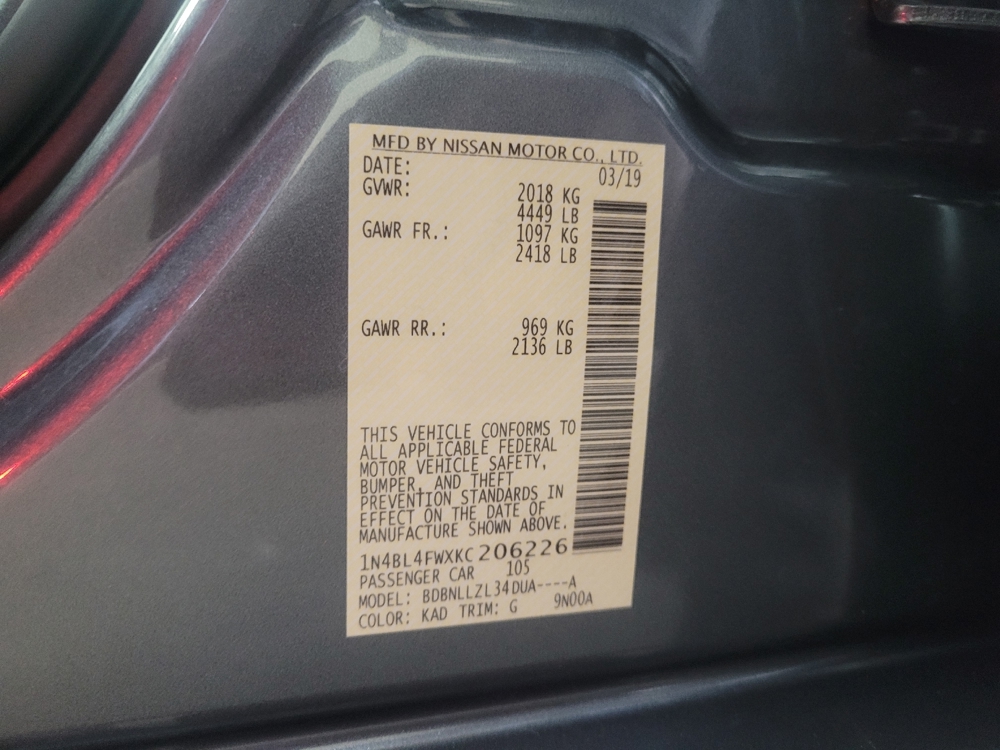 MFD BY NISSAN MOTOR CO., LTD.
DATE: 03/19
GVWR: 2018 KG
4449 LB
GAWR FR.: 1097 KG
2418 LB
GAWR RR.: 969 KG
2136 LB
THIS VEHICLE CONFORMS TO
ALL APPLICABLE FEDERAL
MOTOR VEHICLE SAFETY,
BUMPER, AND THEFT
PREVENTION STANDARDS IN
EFFECT ON THE DATE OF
MANUFACTURE SHOWN ABOVE.
1N4BL4FWXKC206226
PASSENGER CAR 105
MODEL: BDBNLLZL34DUA----A
COLOR: KAD TRIM: G 9N00A